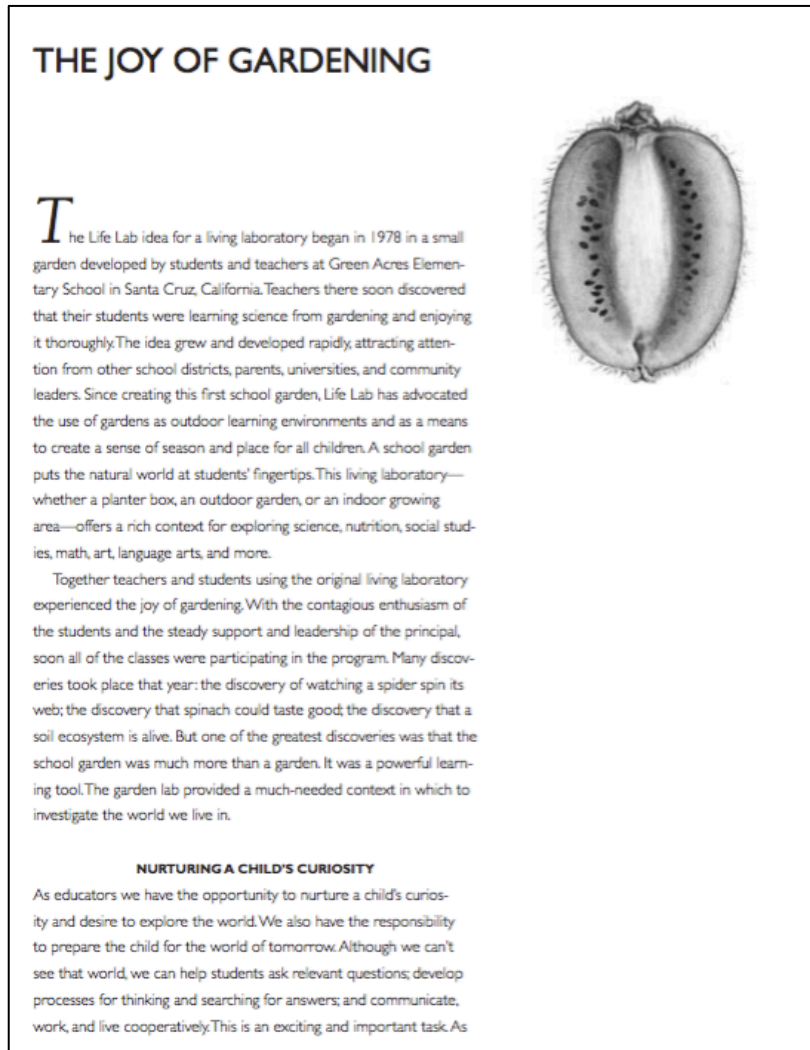 THE JOY OF GARDENING
The Life Lab idea for a living laboratory began in 1978 in a small
garden developed by students and teachers at Green Acres Elemen-
tary School in Santa Cruz, California. Teachers there soon discovered
that their students were learning science from gardening and enjoying
it thoroughly. The idea grew and developed rapidly, attracting atten-
tion from other school districts, parents, universities, and community
leaders. Since creating this first school garden, Life Lab has advocated
the use of gardens as outdoor learning environments and as a means
to create a sense of season and place for all children. A school garden
puts the natural world at students' fingertips. This living laboratory—
whether a planter box, an outdoor garden, or an indoor growing
area—offers a rich context for exploring science, nutrition, social stud-
ies, math, art, language arts, and more.
Together teachers and students using the original living laboratory
experienced the joy of gardening. With the contagious enthusiasm of
the students and the steady support and leadership of the principal,
soon all of the classes were participating in the program. Many discov-
eries took place that year: the discovery of watching a spider spin its
web; the discovery that spinach could taste good; the discovery that a
soil ecosystem is alive. But one of the greatest discoveries was that the
school garden was much more than a garden. It was a powerful learn-
ing tool. The garden lab provided a much-needed context in which to
investigate the world we live in.
NURTURING A CHILD'S CURIOSITY
As educators we have the opportunity to nurture a child's curios-
ity and desire to explore the world. We also have the responsibility
to prepare the child for the world of tomorrow. Although we can't
see that world, we can help students ask relevant questions; develop
processes for thinking and searching for answers; and communicate,
work, and live cooperatively. This is an exciting and important task. As